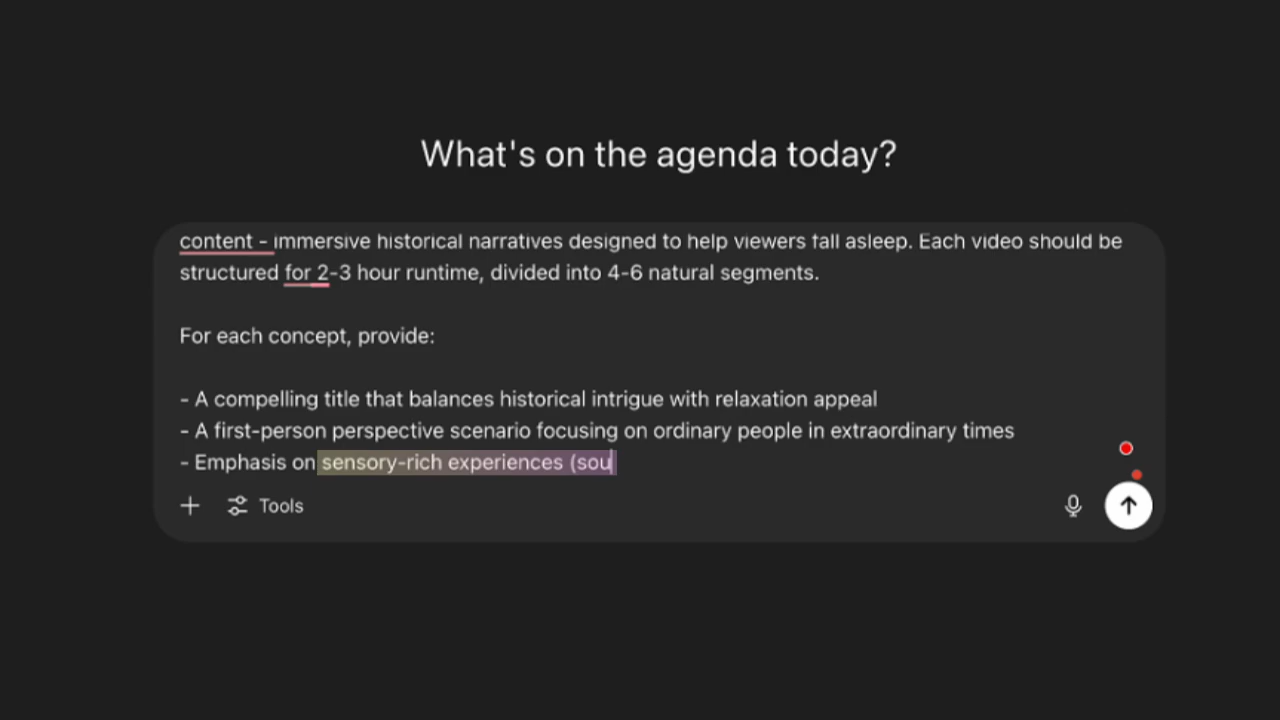 What's on the agenda today?
content - immersive historical narratives designed to help viewers fall asleep. Each video should be
structured for 2-3 hour runtime, divided into 4-6 natural segments.
For each concept, provide:
- A compelling title that balances historical intrigue with relaxation appeal
- A first-person perspective scenario focusing on ordinary people in extraordinary times
- Emphasis on sensory-rich experiences (sou
Tools